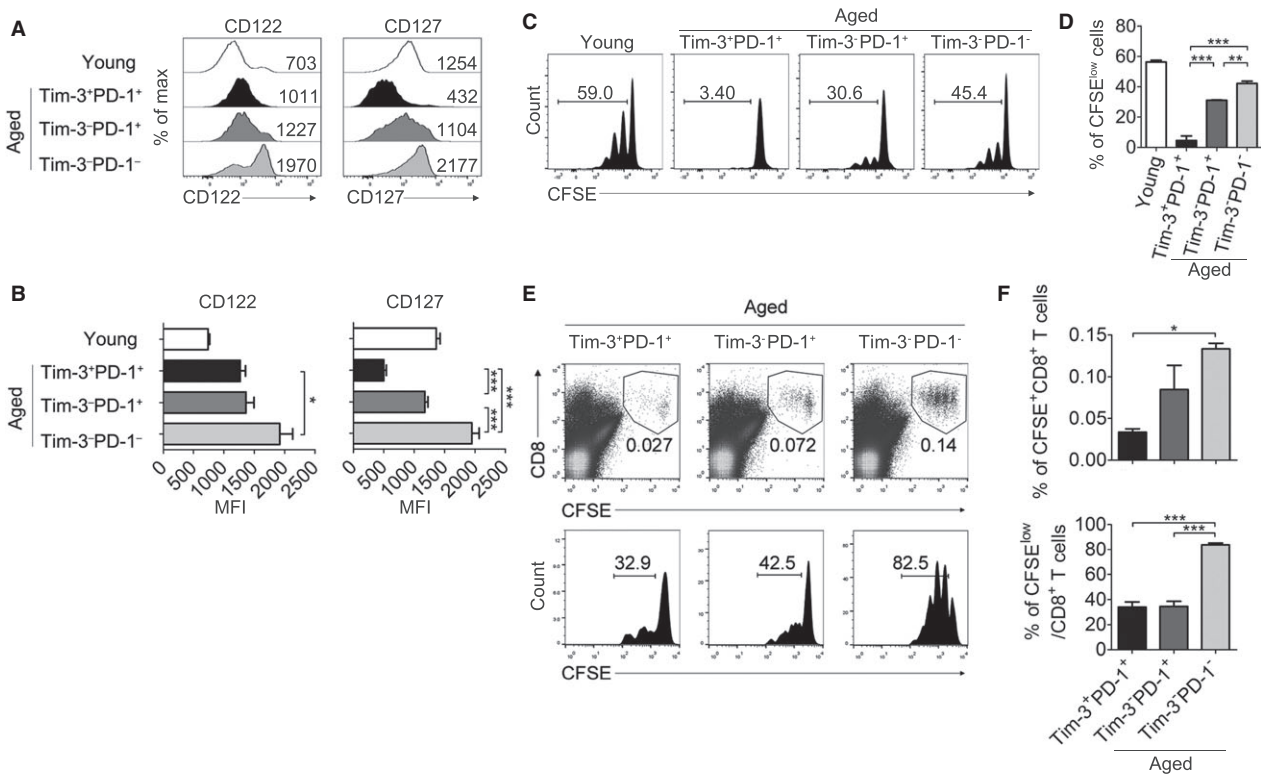 A
CD122 CD127
Young 703 1254
Aged
Tim-3⁺PD-1⁺ 1011 432
Tim-3⁻PD-1⁺ 1227 1104
Tim-3⁻PD-1⁻ 1970 2177
% of max
CD122 CD127
B
CD122 CD127
Young
Aged
Tim-3⁺PD-1⁺
Tim-3⁻PD-1⁺
Tim-3⁻PD-1⁻
* *** *** ***
0 500 1000 1500 2000 2500
0 500 1000 1500 2000 2500
MFI MFI
C
Aged
Young Tim-3⁺PD-1⁺ Tim-3⁻PD-1⁺ Tim-3⁻PD-1⁻
Count
59.0 3.40 30.6 45.4
CFSE
D
% of CFSEˡᵒʷ cells
80
60
40
20
0
***
*** **
Young Tim-3⁺PD-1⁺ Tim-3⁻PD-1⁺ Tim-3⁻PD-1⁻
Aged
E
Aged
Tim-3⁺PD-1⁺ Tim-3⁻PD-1⁺ Tim-3⁻PD-1⁻
CD8
0.027 0.072 0.14
CFSE
Count
32.9 42.5 82.5
CFSE
F
% of CFSE⁺CD8⁺ T cells
0.15
0.10
0.05
0.00
*
% of CFSEˡᵒʷ
/CD8⁺ T cells
100
80
60
40
20
0
***
***
Tim-3⁺PD-1⁺ Tim-3⁻PD-1⁺ Tim-3⁻PD-1⁻
Aged